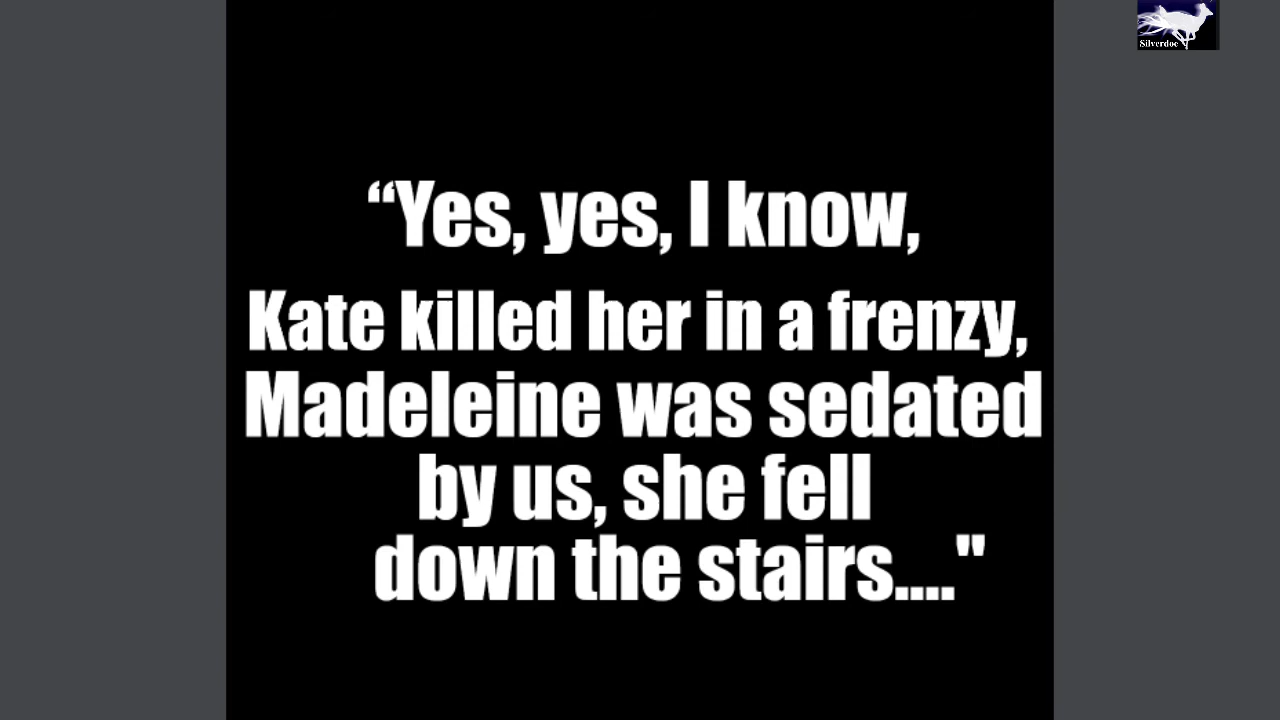 Silverdoe
“Yes, yes, I know,
Kate killed her in a frenzy,
Madeleine was sedated
by us, she fell
down the stairs...."